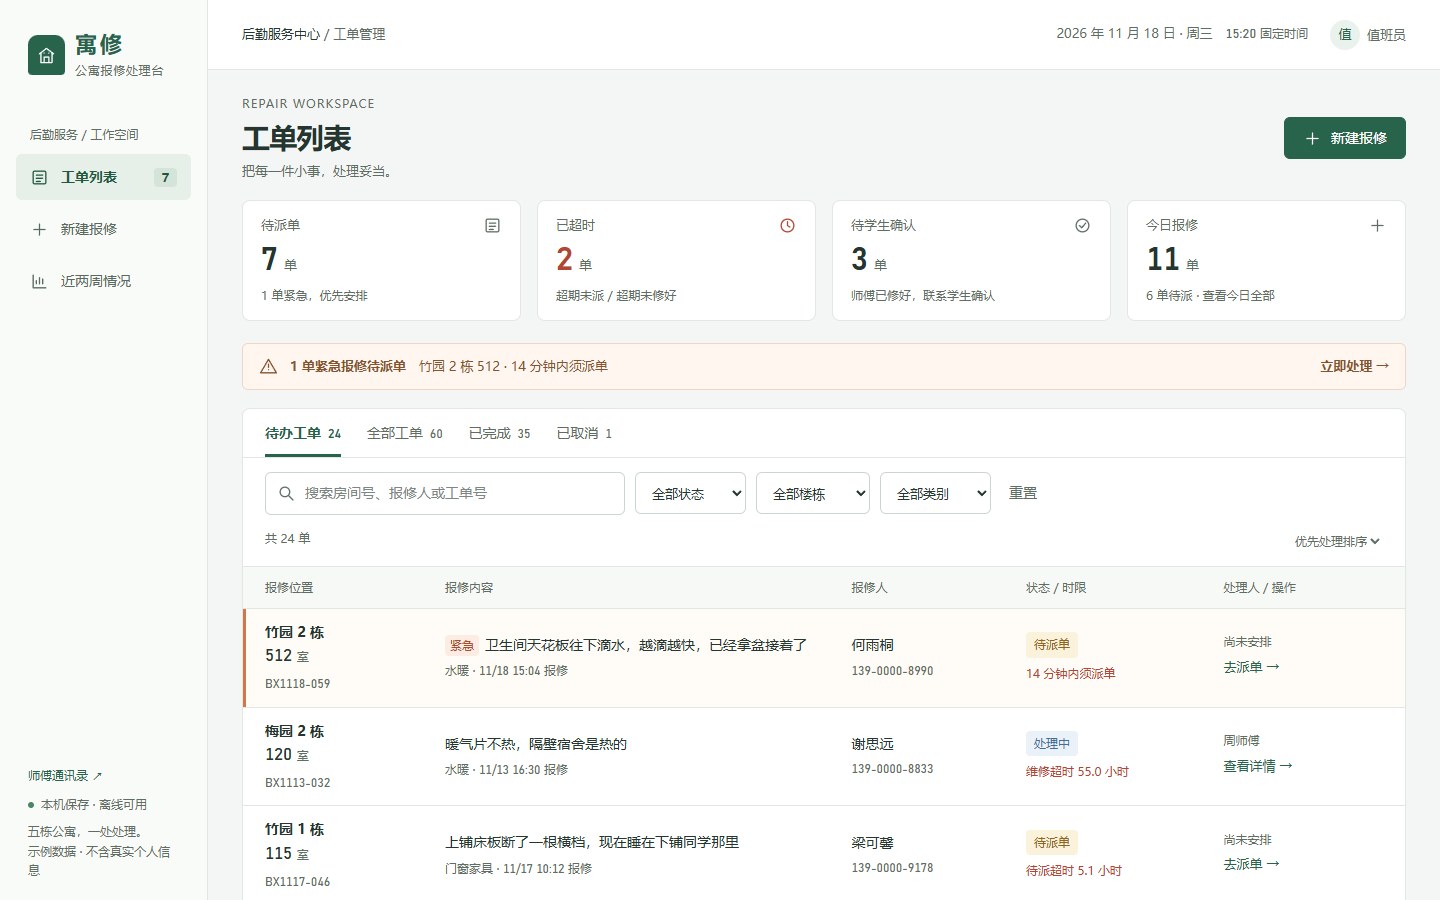 寓修
公寓报修处理台
后勤服务 / 工作空间
工单列表 7
新建报修
近两周情况
师傅通讯录 ↗
本机保存 · 离线可用
五栋公寓，一处处理。
示例数据 · 不含真实个人信
息
后勤服务中心 / 工单管理
2026 年 11 月 18 日 · 周三 15:20 固定时间 值 值班员
REPAIR WORKSPACE
工单列表
把每一件小事，处理妥当。
新建报修
待派单
7 单
1 单紧急，优先安排
已超时
2 单
超期未派 / 超期未修好
待学生确认
3 单
师傅已修好，联系学生确认
今日报修
11 单
6 单待派 · 查看今日全部
1 单紧急报修待派单 竹园 2 栋 512 · 14 分钟内须派单 立即处理 →
待办工单 24 全部工单 60 已完成 35 已取消 1
搜索房间号、报修人或工单号 全部状态 全部楼栋 全部类别 重置
共 24 单 优先处理排序
报修位置 报修内容 报修人 状态 / 时限 处理人 / 操作
竹园 2 栋
512 室
BX1118-059
紧急 卫生间天花板往下滴水，越滴越快，已经拿盆接着了
水暖 · 11/18 15:04 报修
何雨桐
139-0000-8990
待派单
14 分钟内须派单
尚未安排
去派单 →
梅园 2 栋
120 室
BX1113-032
暖气片不热，隔壁宿舍是热的
水暖 · 11/13 16:30 报修
谢思远
139-0000-8833
处理中
维修超时 55.0 小时
周师傅
查看详情 →
竹园 1 栋
115 室
BX1117-046
上铺床板断了一根横档，现在睡在下铺同学那里
门窗家具 · 11/17 10:12 报修
梁可馨
139-0000-9178
待派单
待派超时 5.1 小时
尚未安排
去派单 →